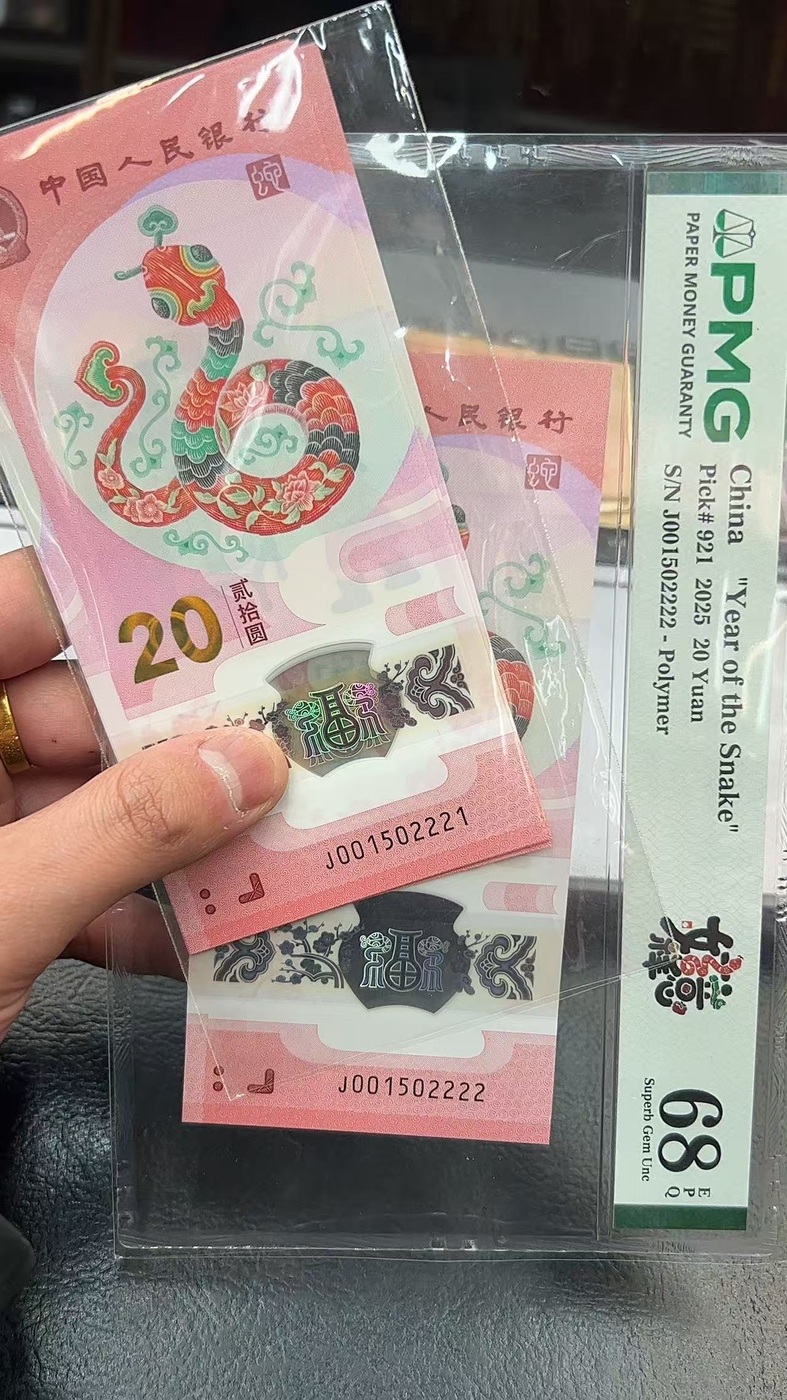 中国人民银行
蛇
20
贰拾圆
福
J001502221
人民银行
蛇
福
J001502222
PMG
PAPER MONEY GUARANTY
China "Year of the Snake"
Pick# 921 2025 20 Yuan
S/N J001502222 - Polymer
68 EPQ
Superb Gem Unc